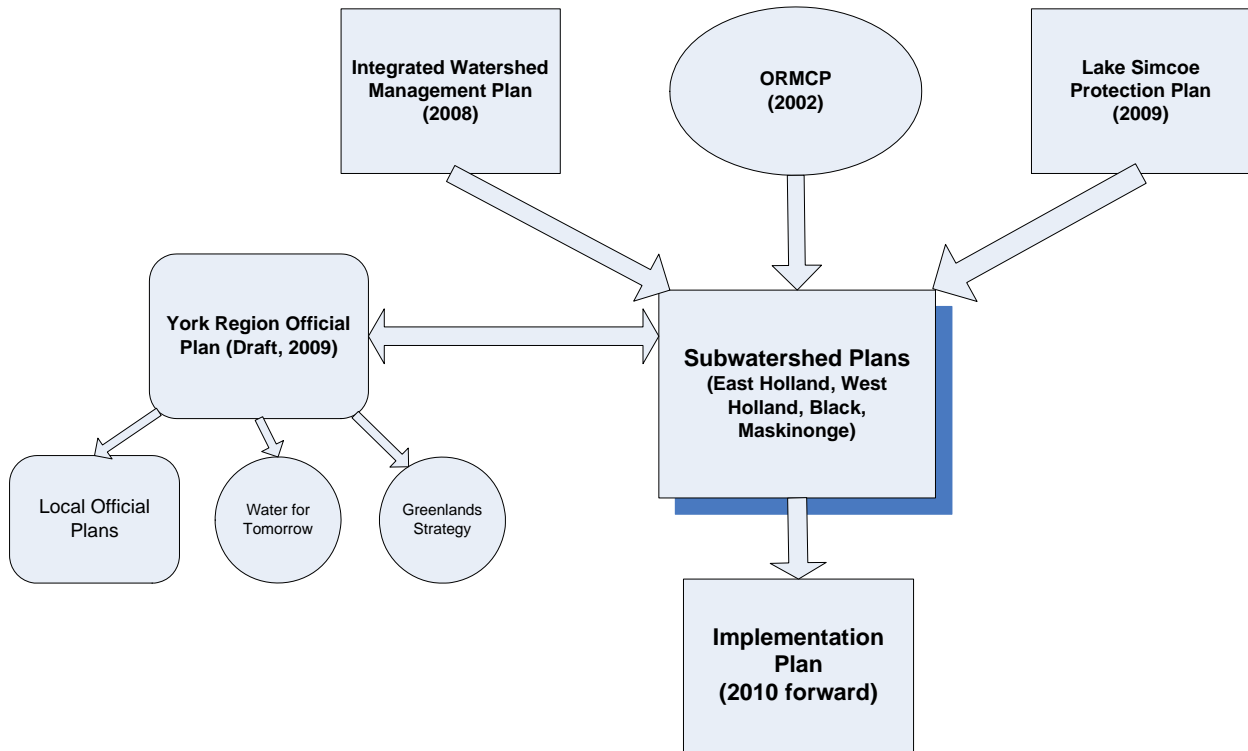 Integrated Watershed
Management Plan
(2008)
ORMCP
(2002)
Lake Simcoe
Protection Plan
(2009)
York Region Official
Plan (Draft, 2009)
Subwatershed Plans
(East Holland, West
Holland, Black,
Maskinonge)
Local Official
Plans
Water for
Tomorrow
Greenlands
Strategy
Implementation
Plan
(2010 forward)